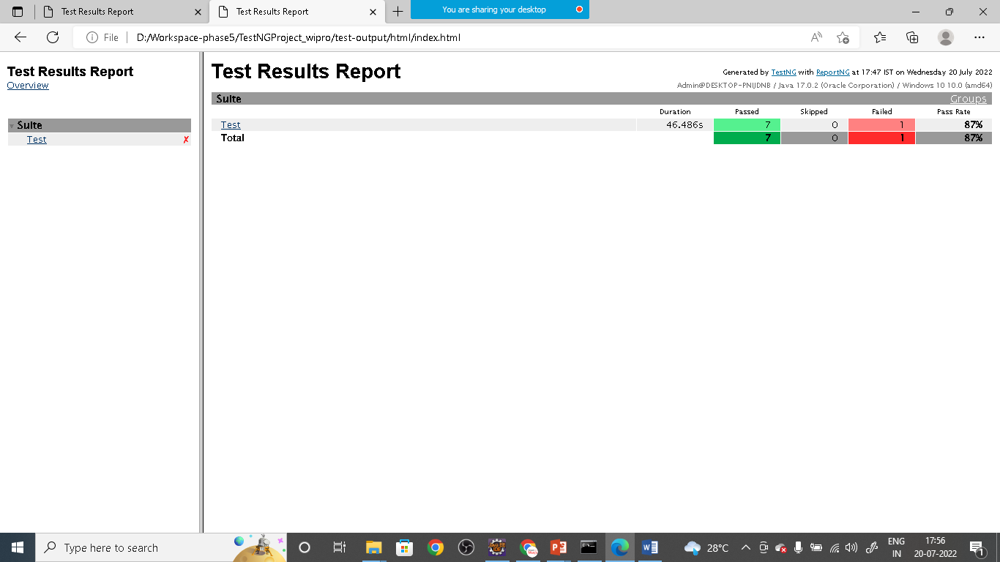 Test Results Report
Test Results Report
You are sharing your desktop
File
D:/Workspace-phase5/TestNGProject_wipro/test-output/html/index.html
Test Results Report
Overview
Suite
Test ✗
Test Results Report
Generated by TestNG with ReportNG at 17:47 IST on Wednesday 20 July 2022
Admin@DESKTOP-PNIJDNB / Java 17.0.2 (Oracle Corporation) / Windows 10 10.0 (amd64)
Suite Groups
Duration Passed Skipped Failed Pass Rate
Test 46.486s 7 0 1 87%
Total 7 0 1 87%
Type here to search
28°C
ENG
IN
17:56
20-07-2022
1